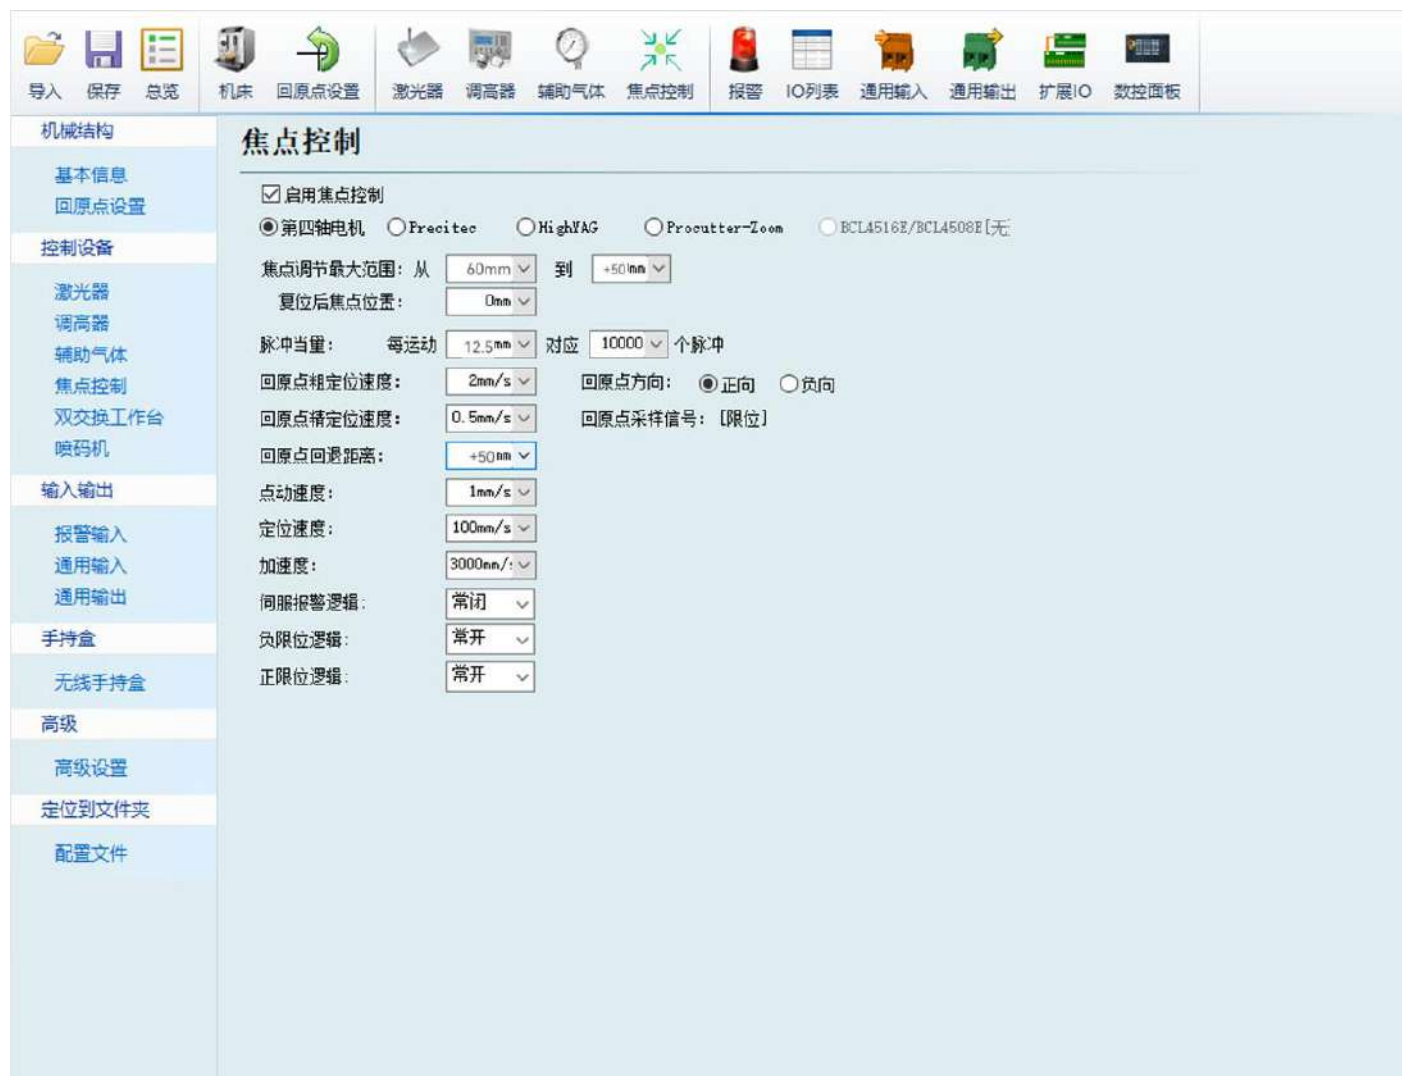 导入 保存 总览 机床 回原点设置 激光器 调高器 辅助气体 焦点控制 报警 IO列表 通用输入 通用输出 扩展IO 数控面板
机械结构
基本信息
回原点设置
控制设备
激光器
调高器
辅助气体
焦点控制
双交换工作台
喷码机
输入输出
报警输入
通用输入
通用输出
手持盒
无线手持盒
高级
高级设置
定位到文件夹
配置文件
焦点控制
启用焦点控制
第四轴电机 Precitec HighYAG Procutter-Zoom BCL4516E/BCL4508E[无
焦点调节最大范围: 从 60mm 到 +50mm
复位后焦点位置: 0mm
脉冲当量: 每运动 12.5mm 对应 10000 个脉冲
回原点粗定位速度: 2mm/s 回原点方向: 正向 负向
回原点精定位速度: 0.5mm/s 回原点采样信号: [限位]
回原点回退距离: +50mm
点动速度: 1mm/s
定位速度: 100mm/s
加速度: 3000mm/s
伺服报警逻辑: 常闭
负限位逻辑: 常开
正限位逻辑: 常开